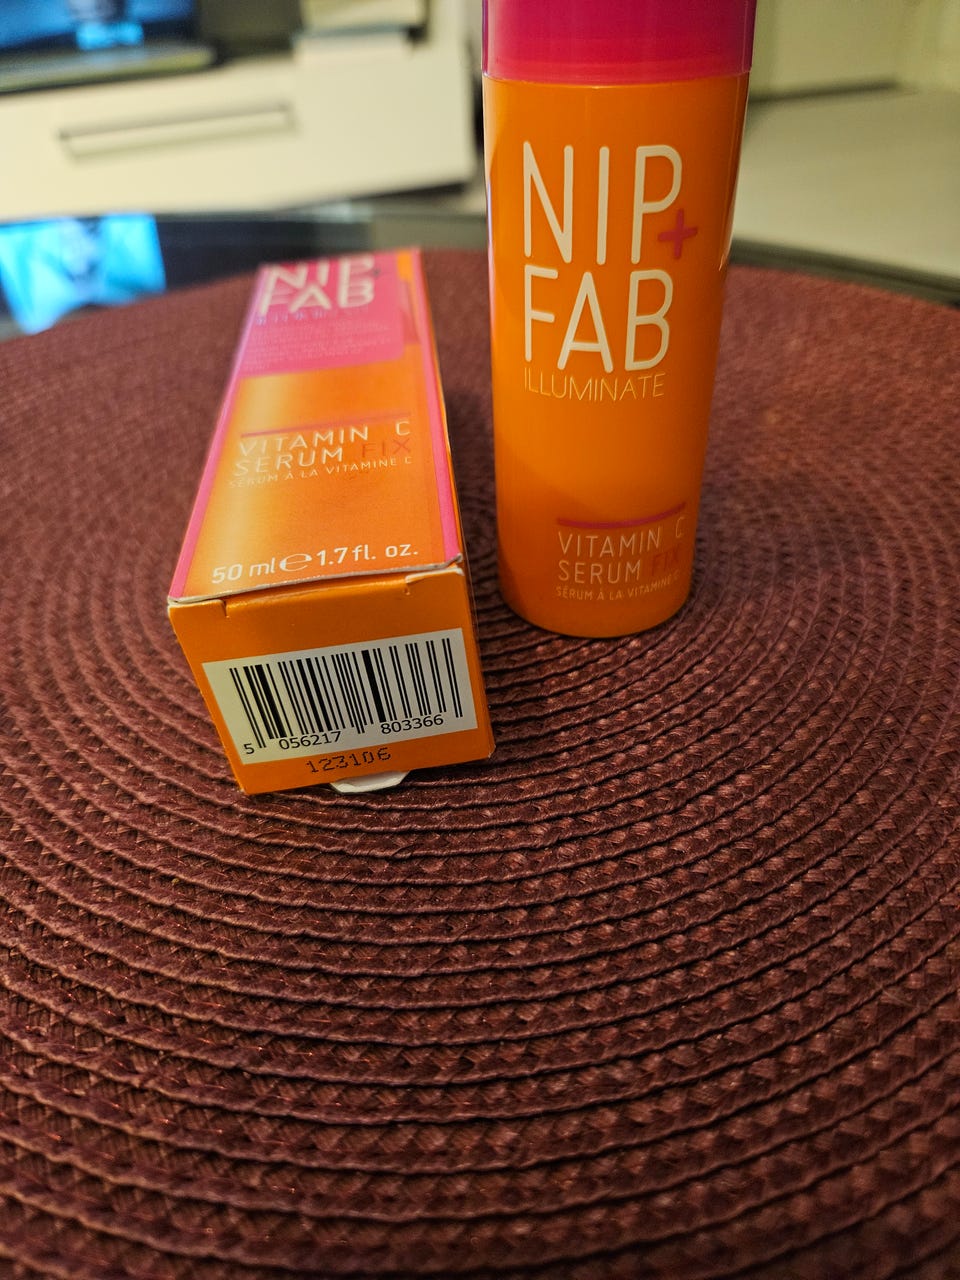 NIP+
FAB
VITAMIN C
SERUM FIX
SÉRUM À LA VITAMINE C
50 ml ℮ 1.7 fl. oz.
5 056217 803366
123106
NIP+
FAB
ILLUMINATE
VITAMIN C
SERUM FIX
SÉRUM À LA VITAMINE C